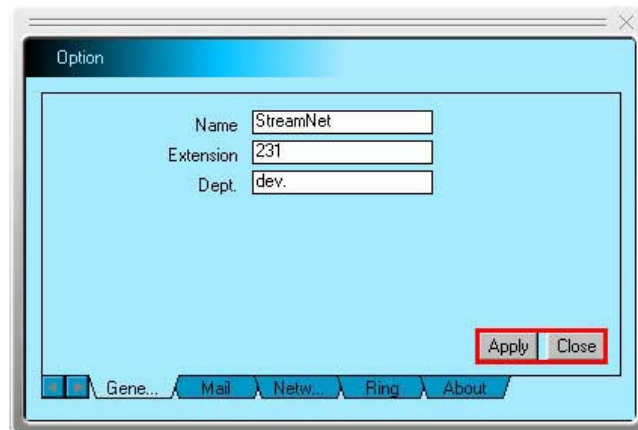 Option
Name StreamNet
Extension 231
Dept. dev.
Apply Close
Gene... Mail Netw... Ring About